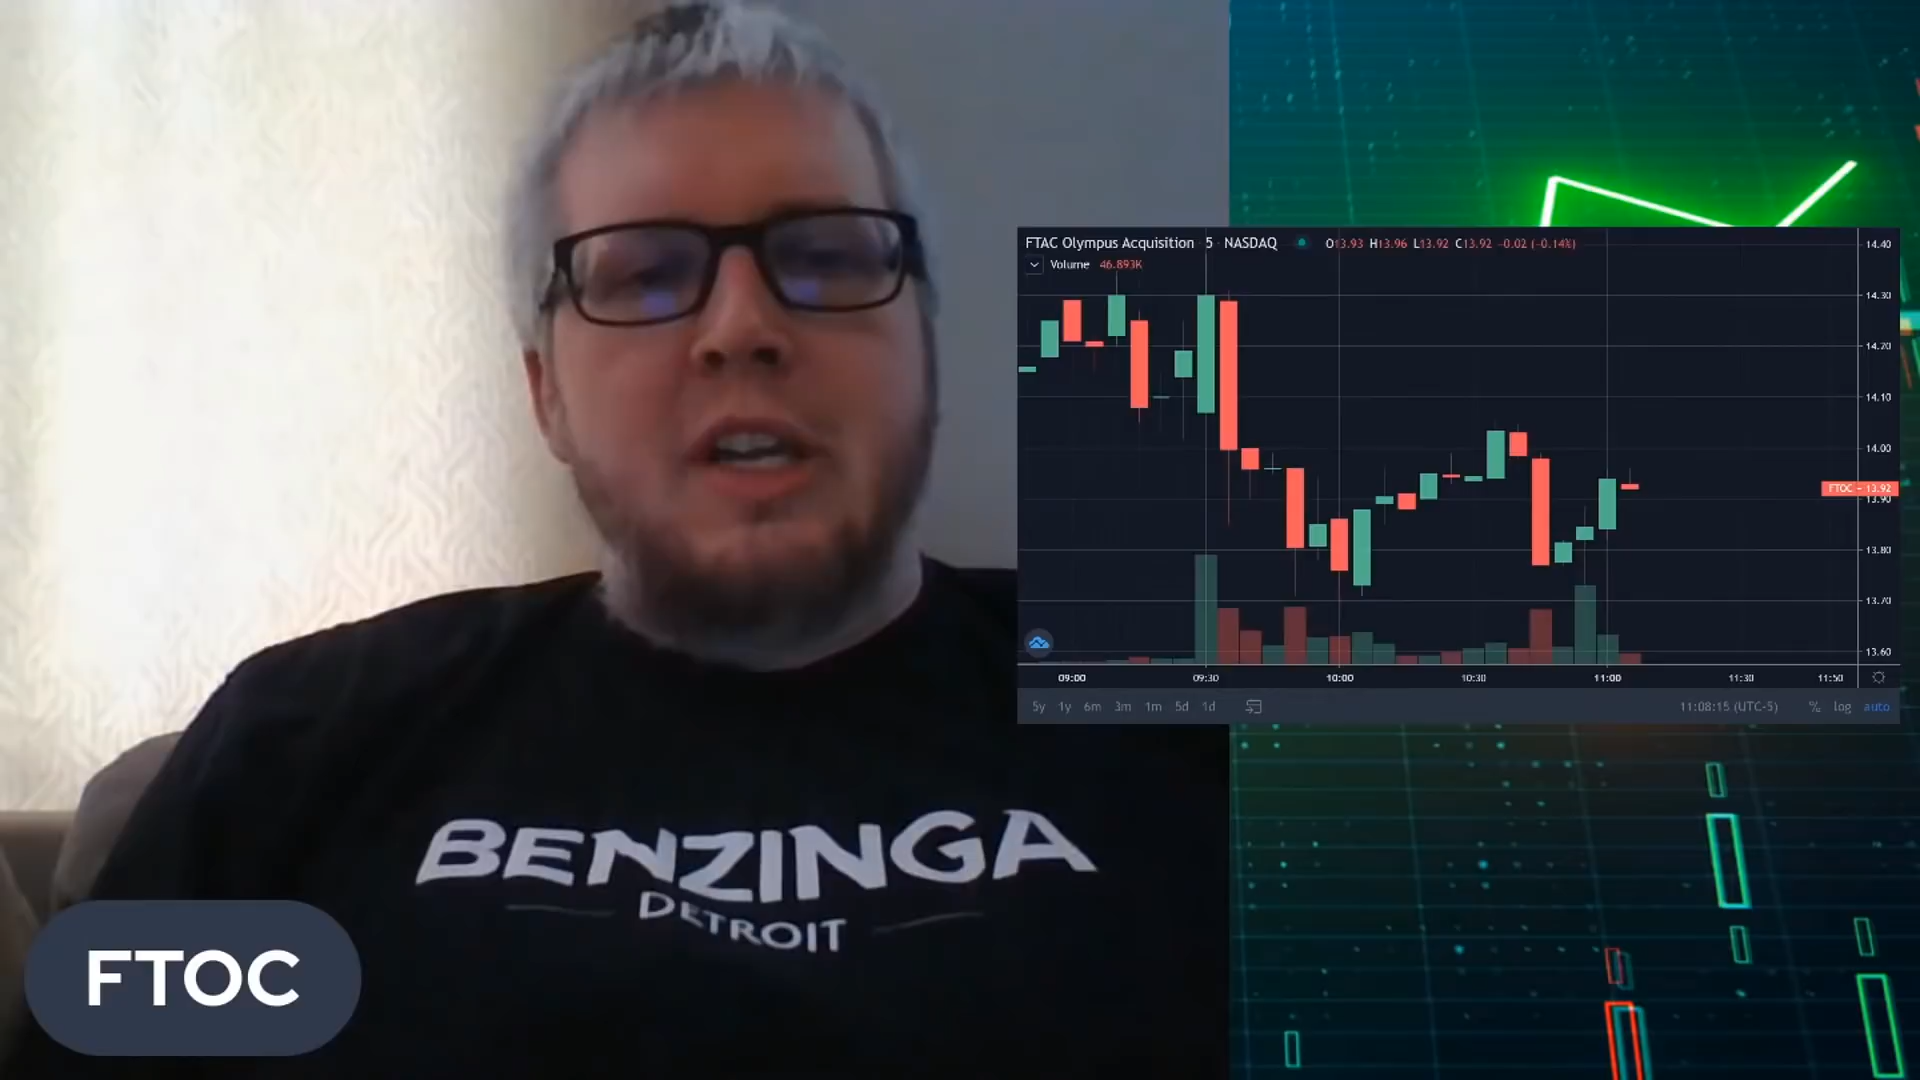 FTAC Olympus Acquisition · 5 · NASDAQ O13.93 H13.96 L13.92 C13.92 -0.02 (-0.14%)
Volume 46.893K
14.40
14.30
14.20
14.10
14.00
FTOC - 13.92
13.90
13.80
13.70
13.60
09:00 09:30 10:00 10:30 11:00 11:30 11:50
5y 1y 6m 3m 1m 5d 1d 11:08:15 (UTC-5) % log auto
BENZINGA
DETROIT
FTOC